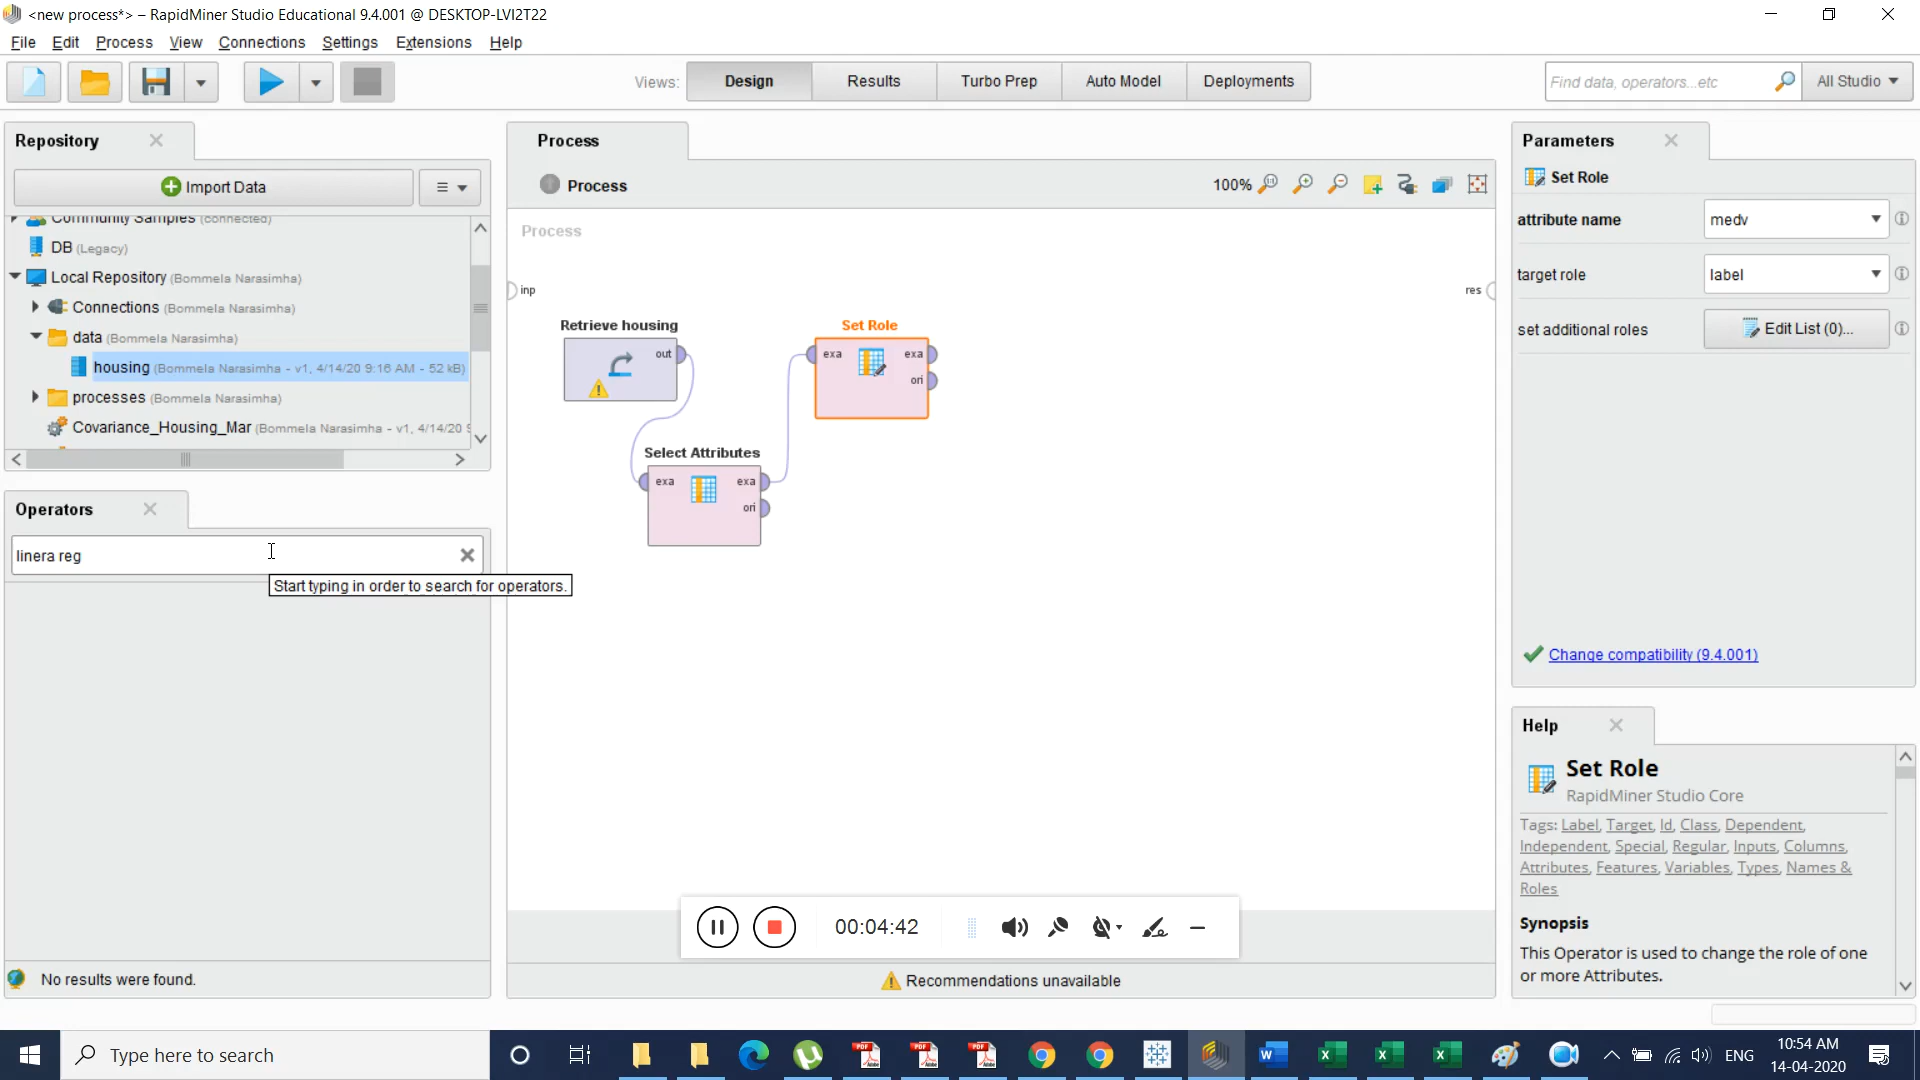 <new process*> – RapidMiner Studio Educational 9.4.001 @ DESKTOP-LVI2T22
File Edit Process View Connections Settings Extensions Help
Views: Design Results Turbo Prep Auto Model Deployments
Find data, operators...etc
All Studio
Repository
Import Data
Community Samples (connected)
DB (Legacy)
Local Repository (Bommela Narasimha)
Connections (Bommela Narasimha)
data (Bommela Narasimha)
housing (Bommela Narasimha - v1, 4/14/20 9:16 AM - 52 kB)
processes (Bommela Narasimha)
Covariance_Housing_Mar (Bommela Narasimha - v1, 4/14/20
Operators
linera reg
Start typing in order to search for operators.
No results were found.
Process
Process
100%
Process
inp
res
Retrieve housing
out
Set Role
exa exa
ori
Select Attributes
exa exa
ori
00:04:42
Recommendations unavailable
Parameters
Set Role
attribute name medv
target role label
set additional roles Edit List (0)...
Change compatibility (9.4.001)
Help
Set Role
RapidMiner Studio Core
Tags: Label, Target, Id, Class, Dependent,
Independent, Special, Regular, Inputs, Columns,
Attributes, Features, Variables, Types, Names &
Roles
Synopsis
This Operator is used to change the role of one
or more Attributes.
Type here to search
ENG
10:54 AM
14-04-2020